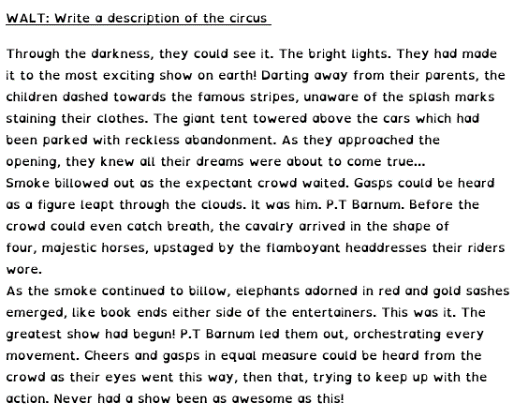 WALT: Write a description of the circus
Through the darkness, they could see it. The bright lights. They had made
it to the most exciting show on earth! Darting away from their parents, the
children dashed towards the famous stripes, unaware of the splash marks
staining their clothes. The giant tent towered above the cars which had
been parked with reckless abandonment. As they approached the
opening, they knew all their dreams were about to come true...
Smoke billowed out as the expectant crowd waited. Gasps could be heard
as a figure leapt through the clouds. It was him. P.T Barnum. Before the
crowd could even catch breath, the cavalry arrived in the shape of
four, majestic horses, upstaged by the flamboyant headdresses their riders
wore.
As the smoke continued to billow, elephants adorned in red and gold sashes
emerged, like book ends either side of the entertainers. This was it. The
greatest show had begun! P.T Barnum led them out, orchestrating every
movement. Cheers and gasps in equal measure could be heard from the
crowd as their eyes went this way, then that, trying to keep up with the
action. Never had a show been as awesome as this!